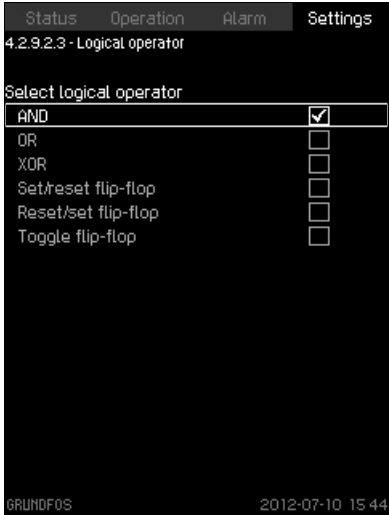 Status Operation Alarm Settings
4.2.9.2.3 - Logical operator
Select logical operator
AND
OR
XOR
Set/reset flip-flop
Reset/set flip-flop
Toggle flip-flop
GRUNDFOS 2012-07-10 15:44